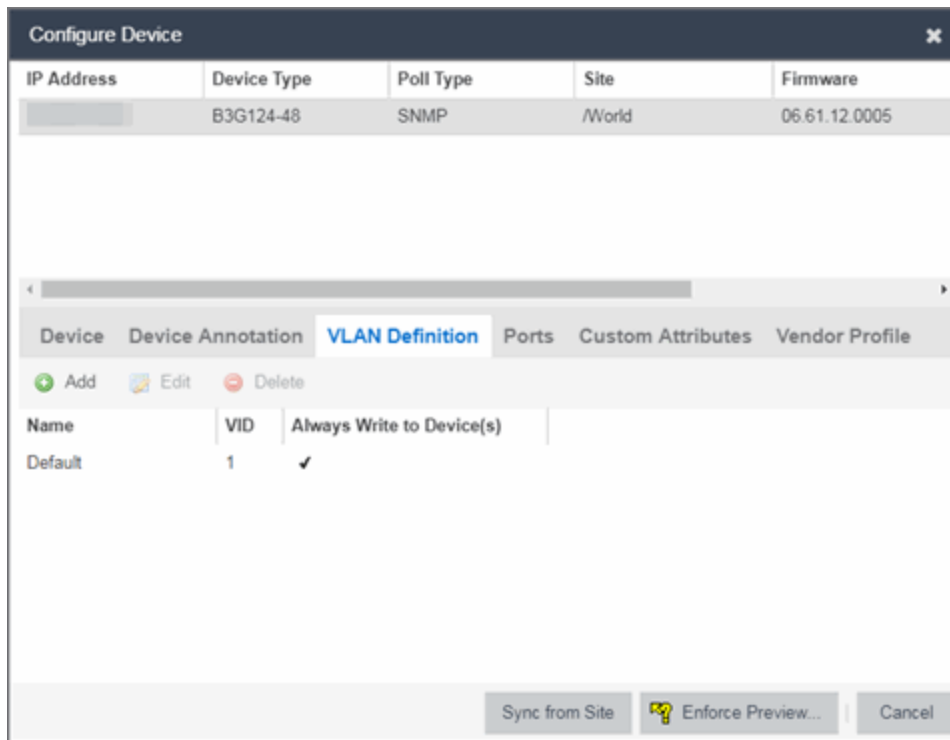 Configure Device
IP Address Device Type Poll Type Site Firmware
B3G124-48 SNMP /World 06.61.12.0005
Device Device Annotation VLAN Definition Ports Custom Attributes Vendor Profile
Add Edit Delete
Name VID Always Write to Device(s)
Default 1 ✔
Sync from Site Enforce Preview... Cancel